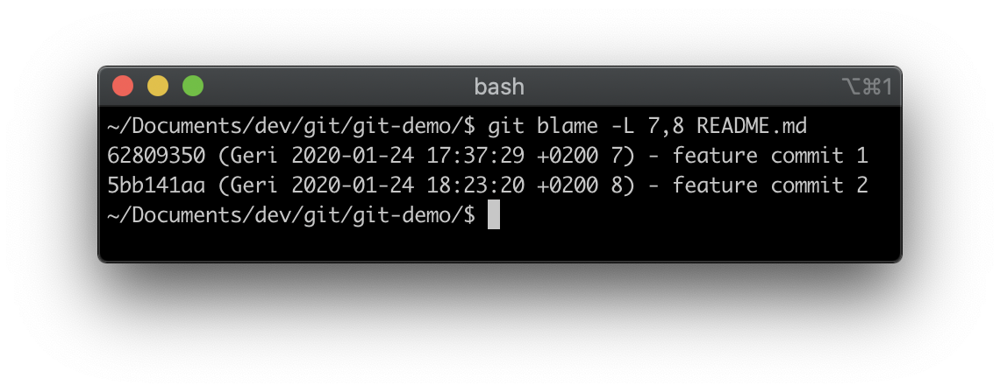 bash ⌥⌘1
~/Documents/dev/git/git-demo/$ git blame -L 7,8 README.md
62809350 (Geri 2020-01-24 17:37:29 +0200 7) - feature commit 1
5bb141aa (Geri 2020-01-24 18:23:20 +0200 8) - feature commit 2
~/Documents/dev/git/git-demo/$